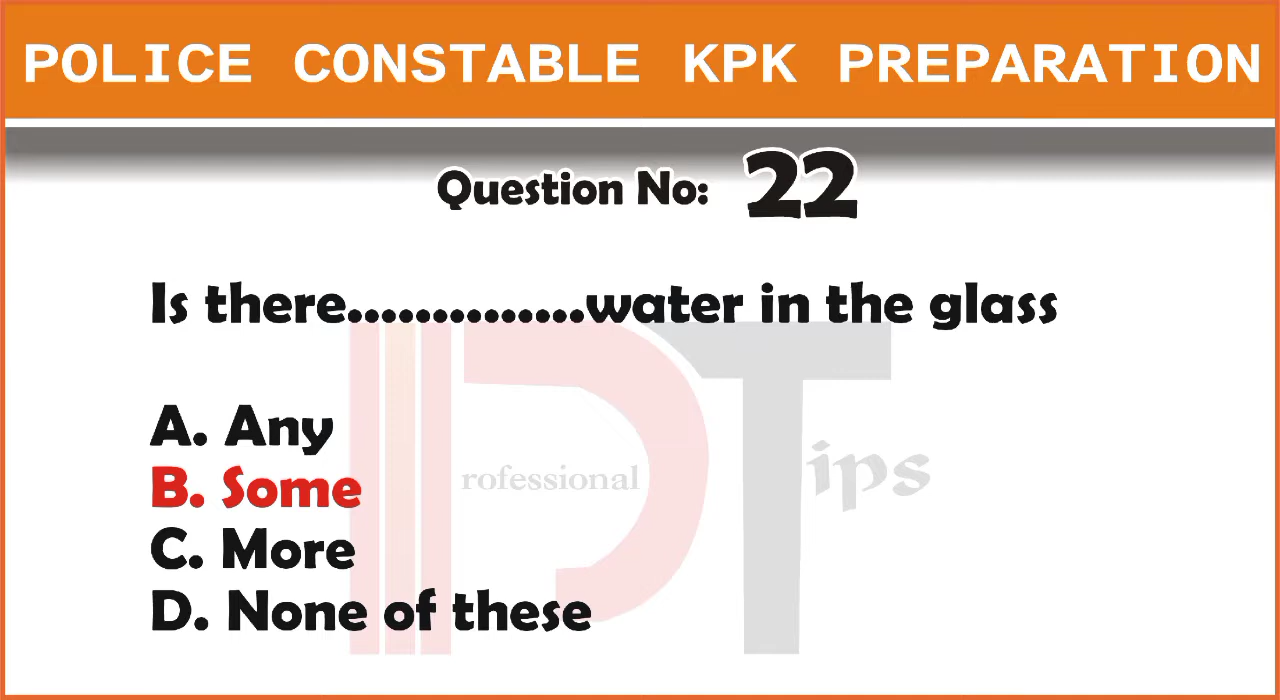 POLICE CONSTABLE KPK PREPARATION
Question No: 22
Is there..............water in the glass
A. Any
B. Some
rofessional Tips
C. More
D. None of these